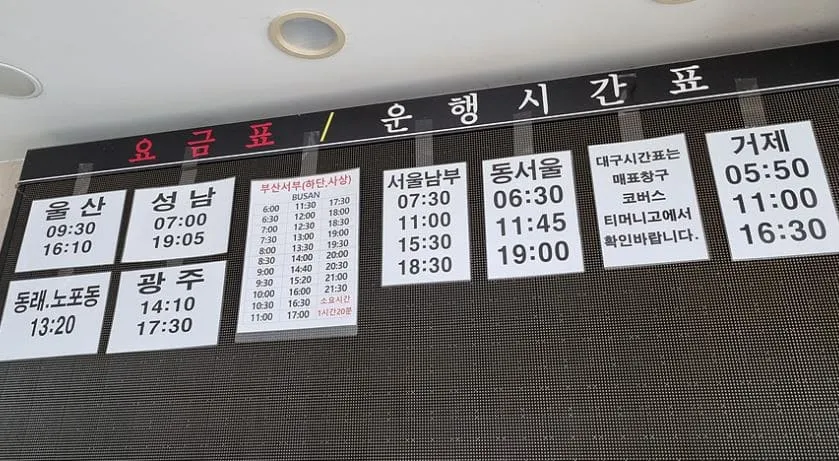 요금표 / 운행시간표
울산
09:30
16:10
성남
07:00
19:05
동래.노포동
13:20
광주
14:10
17:30
부산서부(하단,사상)
BUSAN
6:00 11:30 17:30
6:30 12:00 18:00
7:00 12:30 18:30
7:30 13:00 19:00
8:00 13:30 19:30
8:30 14:00 20:00
9:00 14:40 20:30
9:30 15:20 21:00
10:00 16:00 21:30
10:30 16:30 소요시간
11:00 17:00 1시간20분
서울남부
07:30
11:00
15:30
18:30
동서울
06:30
11:45
19:00
대구시간표는
매표창구
코버스
티머니고에서
확인바랍니다.
거제
05:50
11:00
16:30